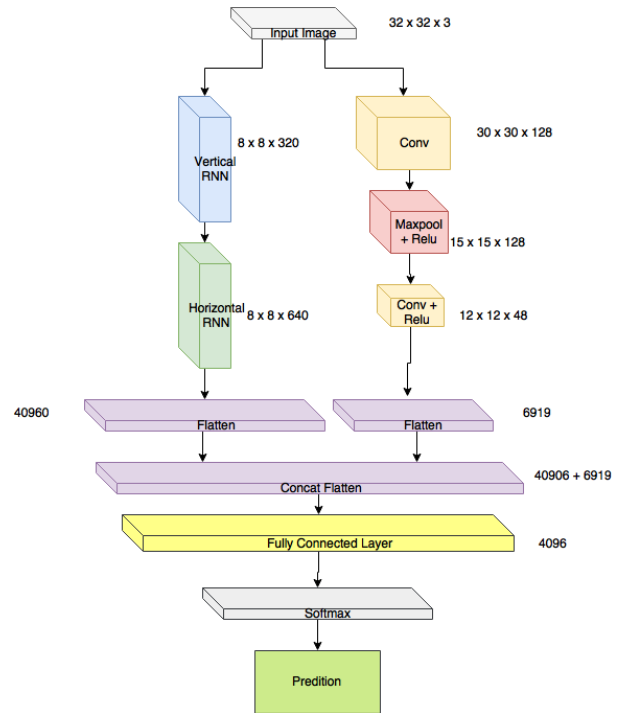 32 x 32 x 3
Input Image
8 x 8 x 320
Vertical
RNN
30 x 30 x 128
Conv
Maxpool
+ Relu
15 x 15 x 128
Horizontal
RNN
8 x 8 x 640
Conv +
Relu
12 x 12 x 48
40960
Flatten
6919
Flatten
40906 + 6919
Concat Flatten
Fully Connected Layer
4096
Softmax
Predition